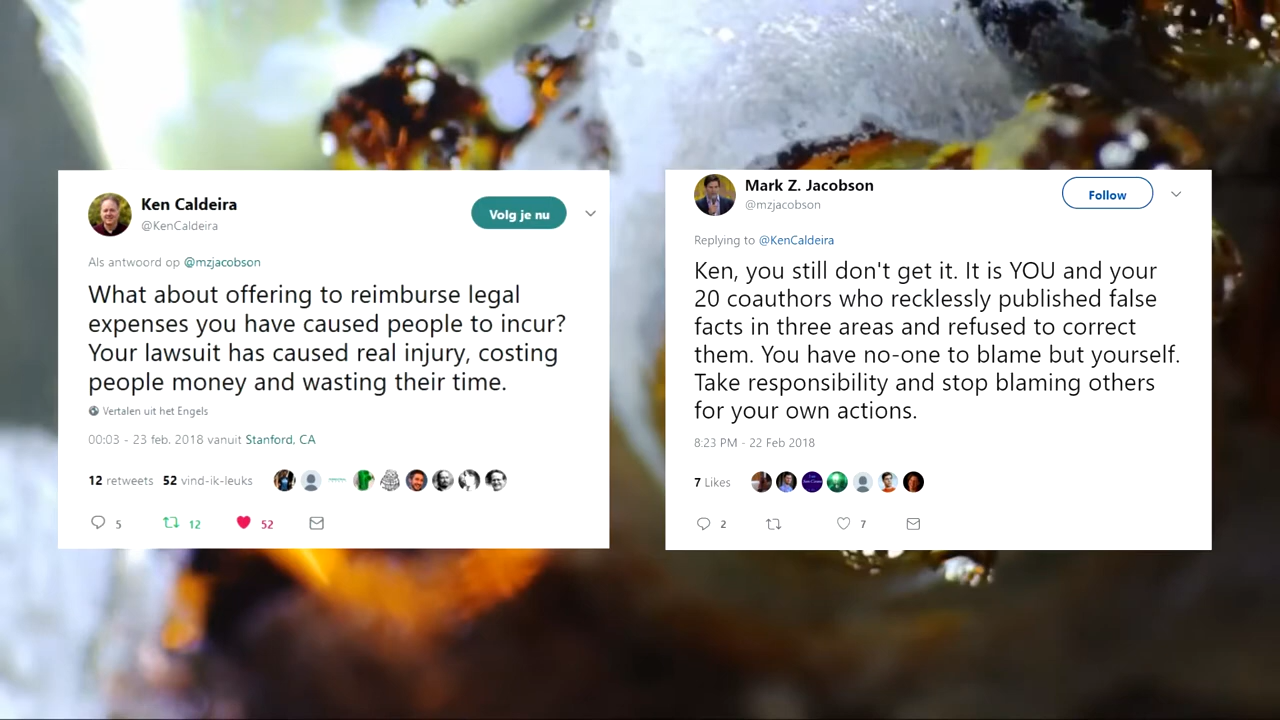 Ken Caldeira
@KenCaldeira
Volg je nu
Als antwoord op @mzjacobson
What about offering to reimburse legal
expenses you have caused people to incur?
Your lawsuit has caused real injury, costing
people money and wasting their time.
Vertalen uit het Engels
00:03 - 23 feb. 2018 vanuit Stanford, CA
12 retweets 52 vind-ik-leuks
5 12 52
Mark Z. Jacobson
@mzjacobson
Follow
Replying to @KenCaldeira
Ken, you still don't get it. It is YOU and your
20 coauthors who recklessly published false
facts in three areas and refused to correct
them. You have no-one to blame but yourself.
Take responsibility and stop blaming others
for your own actions.
8:23 PM - 22 Feb 2018
7 Likes
2 7